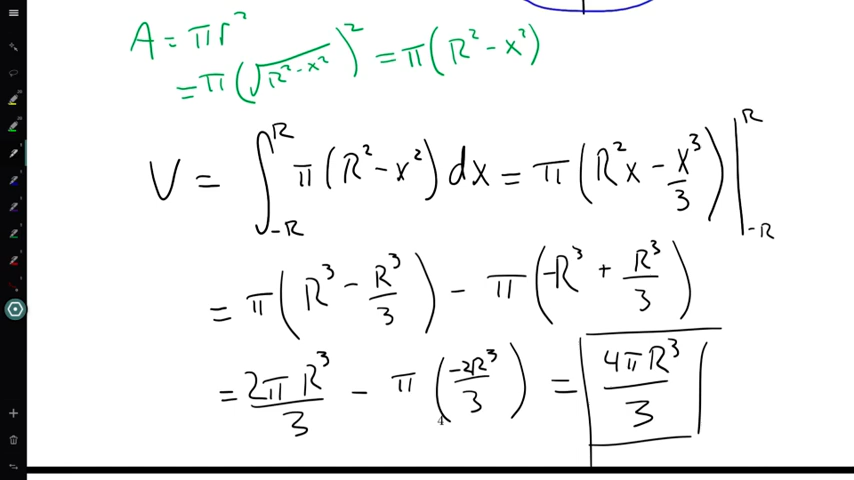 A = πr²
= π(√(R²-x²))² = π(R²-x²)
V = ∫_{-R}^{R} π(R²-x²)dx = π(R²x - x³/3)|_{-R}^{R}
= π(R³ - R³/3) - π(-R³ + R³/3)
= 2πR³/3 - π(-2R³/3) = 4πR³/3